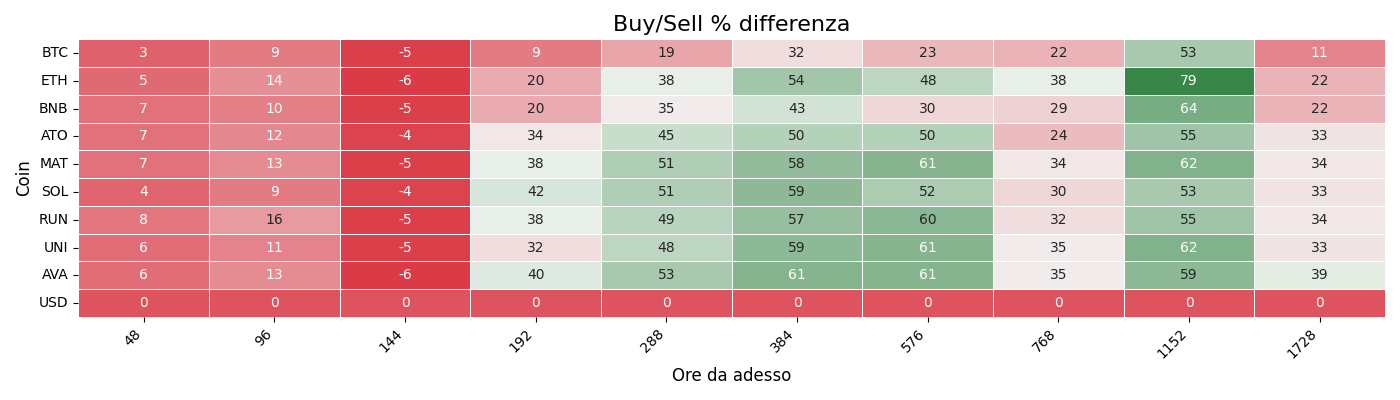 Buy/Sell % differenza
Coin
BTC 3 9 -5 9 19 32 23 22 53 11
ETH 5 14 -6 20 38 54 48 38 79 22
BNB 7 10 -5 20 35 43 30 29 64 22
ATO 7 12 -4 34 45 50 50 24 55 33
MAT 7 13 -5 38 51 58 61 34 62 34
SOL 4 9 -4 42 51 59 52 30 53 33
RUN 8 16 -5 38 49 57 60 32 55 34
UNI 6 11 -5 32 48 59 61 35 62 33
AVA 6 13 -6 40 53 61 61 35 59 39
USD 0 0 0 0 0 0 0 0 0 0
48 96 144 192 288 384 576 768 1152 1728
Ore da adesso